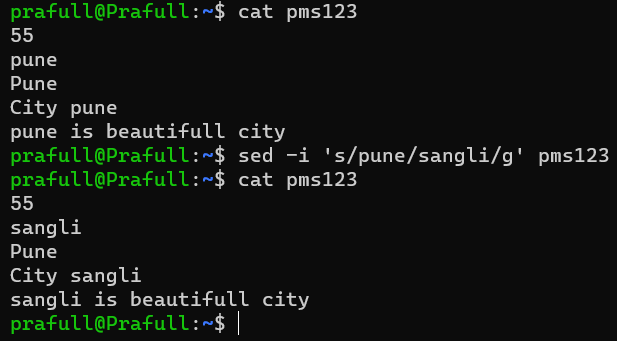 prafull@Prafull:~$ cat pms123
55
pune
Pune
City pune
pune is beautifull city
prafull@Prafull:~$ sed -i 's/pune/sangli/g' pms123
prafull@Prafull:~$ cat pms123
55
sangli
Pune
City sangli
sangli is beautifull city
prafull@Prafull:~$